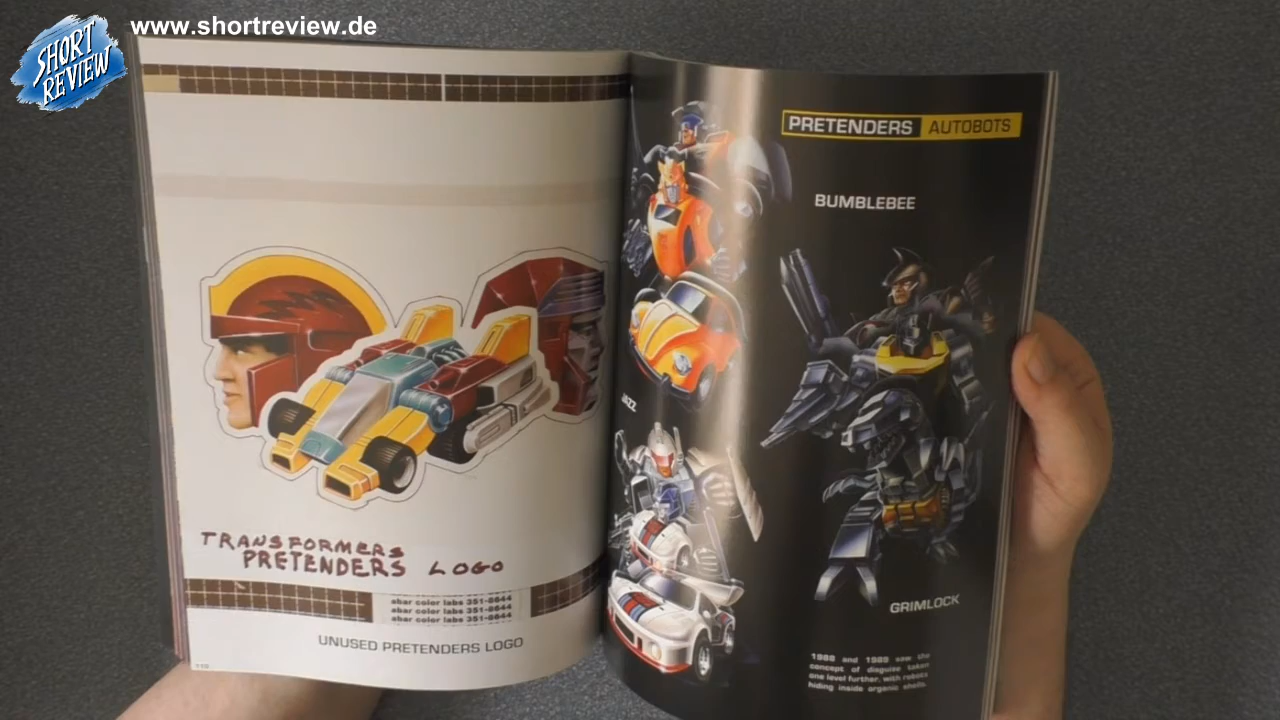 www.shortreview.de
SHORT
REVIEW
TRANSFORMERS
PRETENDERS LOGO
abar color labs 351-8644
abar color labs 351-8644
abar color labs 351-8644
UNUSED PRETENDERS LOGO
PRETENDERS AUTOBOTS
BUMBLEBEE
JAZZ
GRIMLOCK
1988 and 1989 saw the
concept of disguise taken
one level further, with robots
hiding inside organic shells.